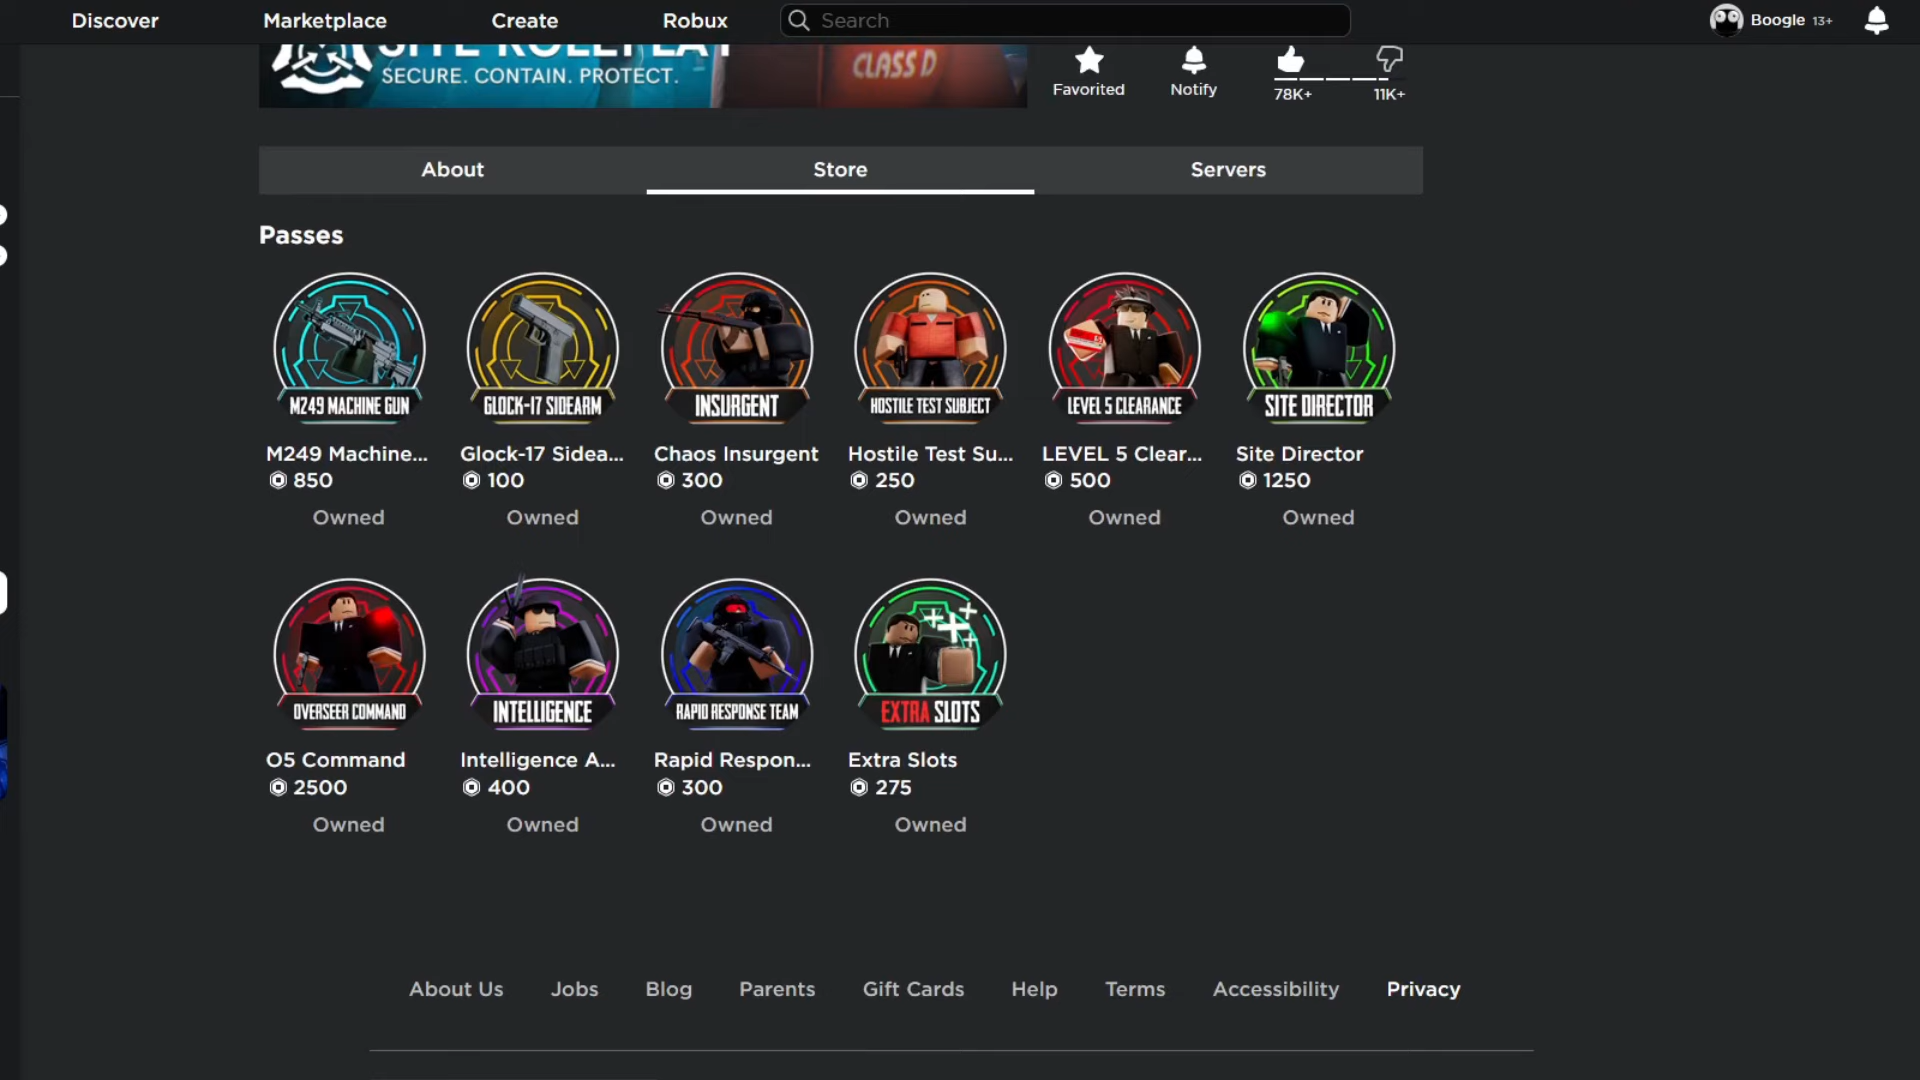 Discover Marketplace Create Robux Search Boogle 13+
SECURE. CONTAIN. PROTECT.
CLASS D
Favorited Notify 78K+ 11K+
About Store Servers
Passes
M249 MACHINE GUN GLOCK-17 SIDEARM INSURGENT HOSTILE TEST SUBJECT LEVEL 5 CLEARANCE SITE DIRECTOR
M249 Machine... Glock-17 Sidea... Chaos Insurgent Hostile Test Su... LEVEL 5 Clear... Site Director
850 100 300 250 500 1250
Owned Owned Owned Owned Owned Owned
OVERSEER COMMAND INTELLIGENCE RAPID RESPONSE TEAM EXTRA SLOTS
O5 Command Intelligence A... Rapid Respon... Extra Slots
2500 400 300 275
Owned Owned Owned Owned
About Us Jobs Blog Parents Gift Cards Help Terms Accessibility Privacy